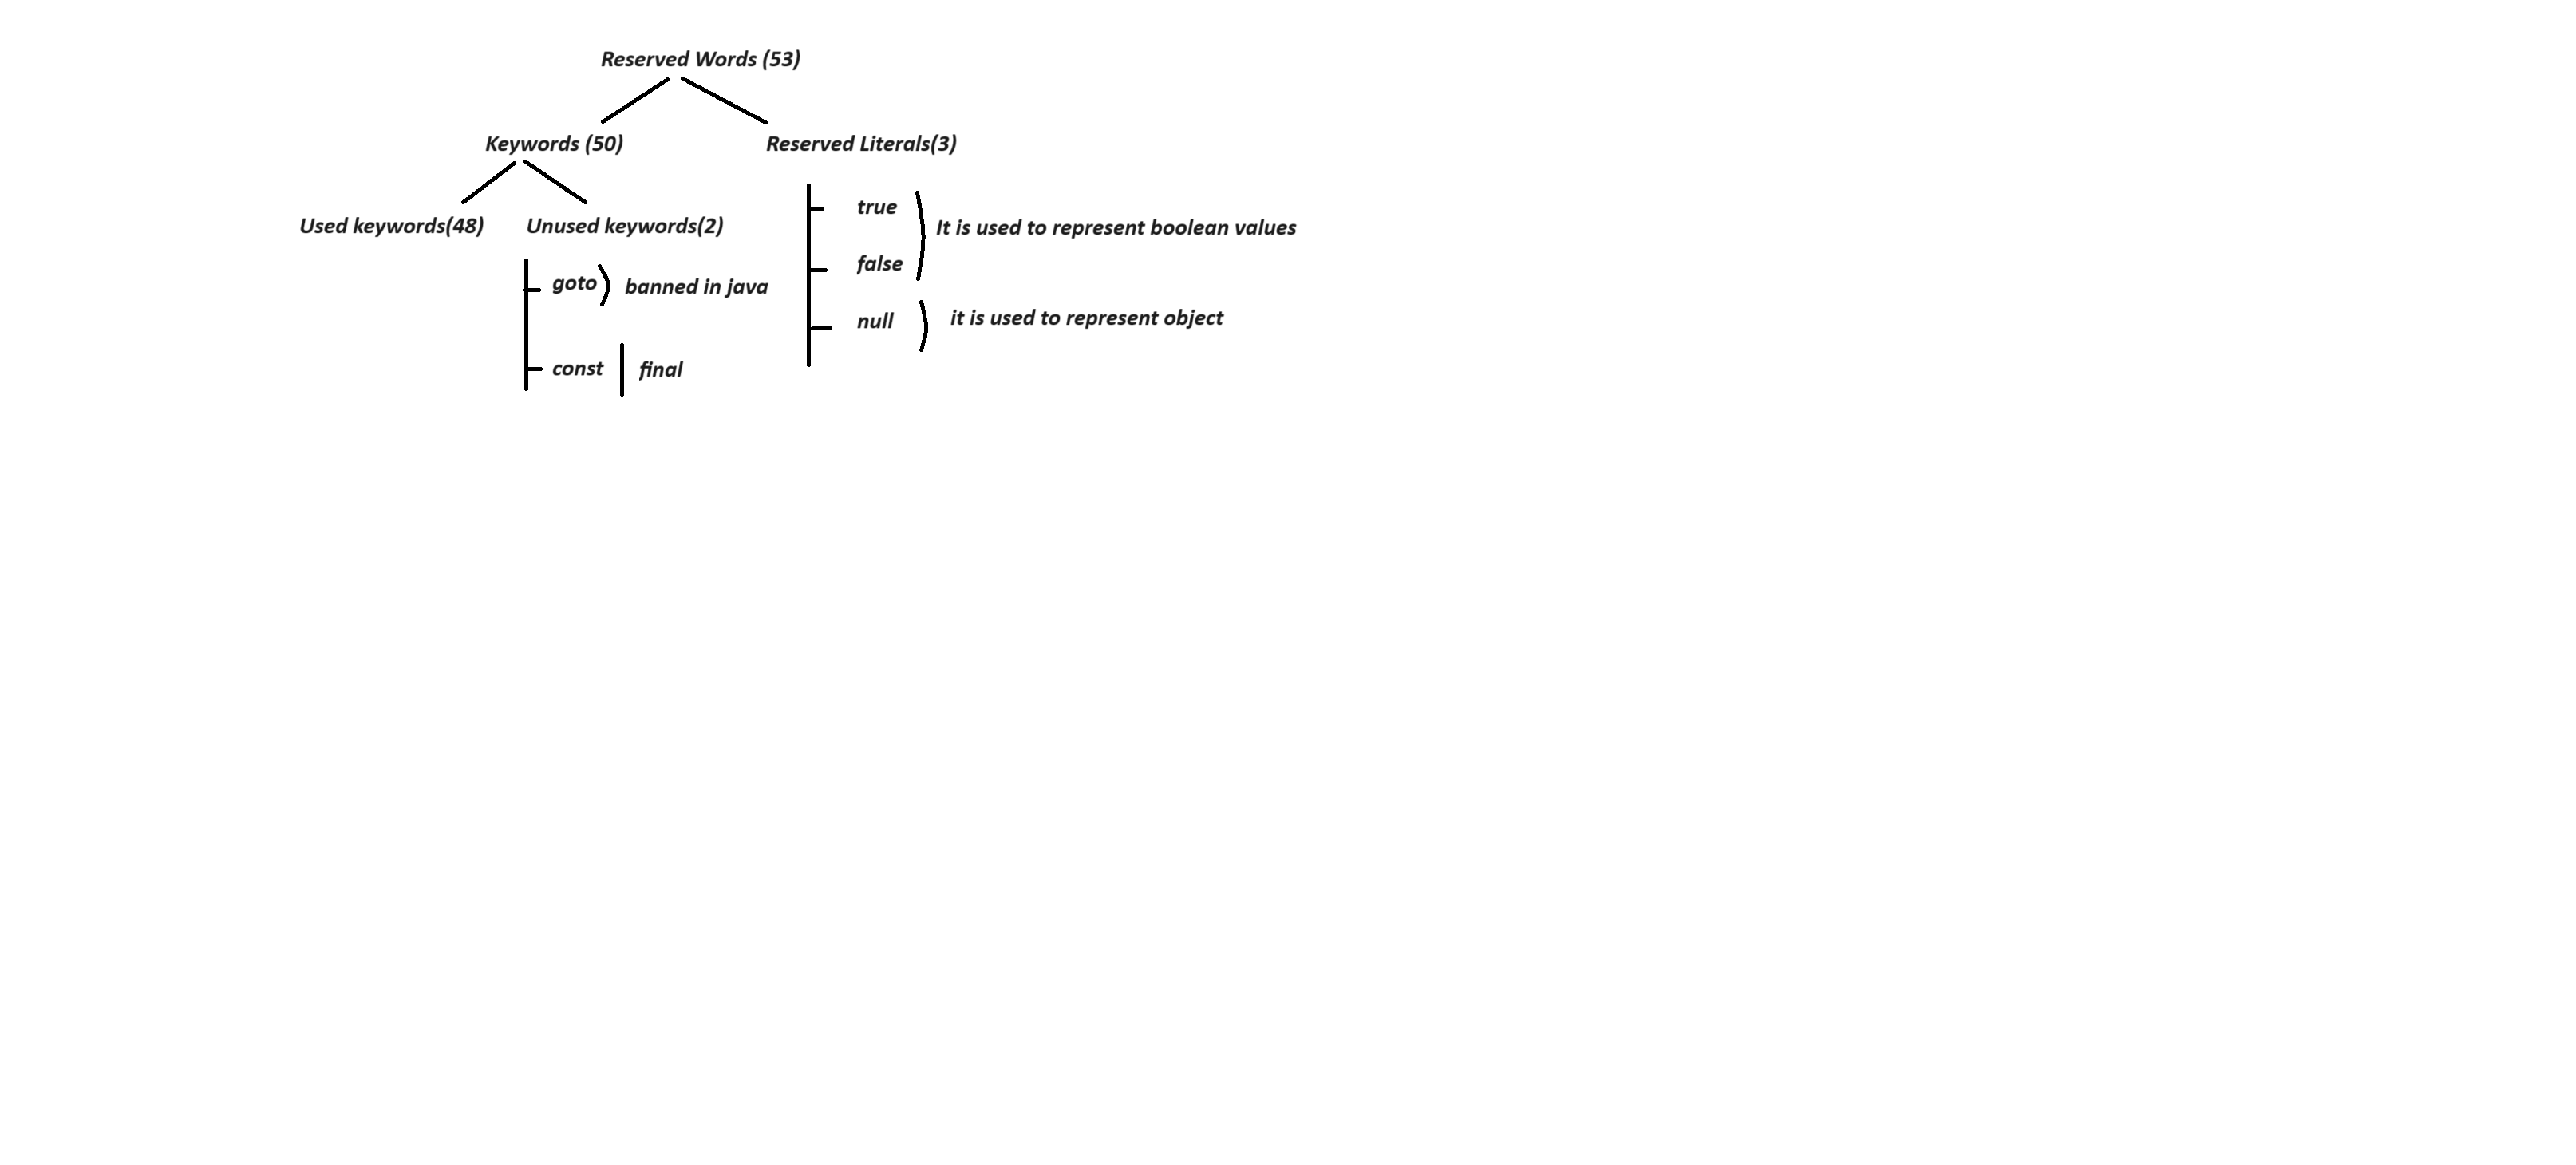 Reserved Words (53)
Keywords (50)
Reserved Literals(3)
Used keywords(48)
Unused keywords(2)
goto
banned in java
const
final
true
false
It is used to represent boolean values
null
it is used to represent object